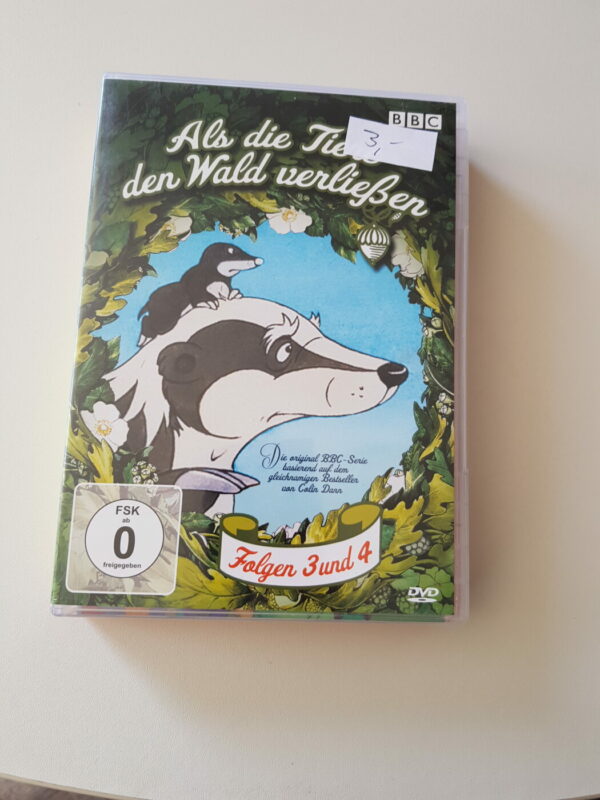 BBC
3,-
Als die Tiere
den Wald verließen
Die original BBC-Serie
basierend auf dem
gleichnamigen Bestseller
von Colin Dann
FSK
ab
0
freigegeben
Folgen 3 und 4
DVD